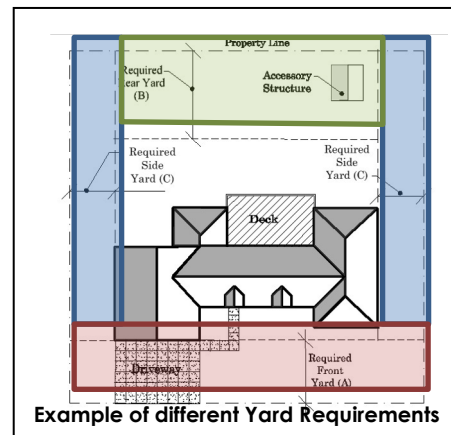 Property Line
Required
Rear Yard
(B)
Accessory
Structure
Required
Side
Yard (C)
Required
Side
Yard (C)
Deck
Driveway
Required
Front
Yard (A)
Example of different Yard Requirements